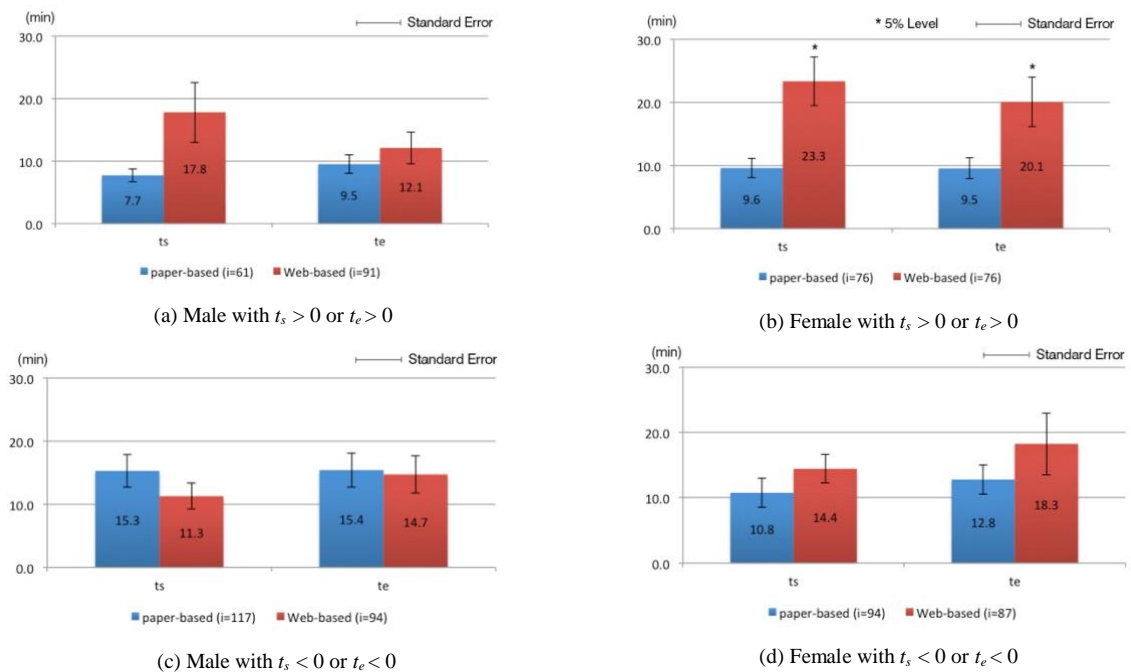 (min)
Standard Error
30.0
20.0
10.0
0.0
7.7
17.8
9.5
12.1
ts
te
paper-based (i=61) Web-based (i=91)
(a) Male with ts > 0 or te > 0
(min)
* 5% Level Standard Error
30.0
20.0
10.0
0.0
*
*
9.6
23.3
9.5
20.1
ts
te
paper-based (i=76) Web-based (i=76)
(b) Female with ts > 0 or te > 0
(min)
Standard Error
30.0
20.0
10.0
0.0
15.3
11.3
15.4
14.7
ts
te
paper-based (i=117) Web-based (i=94)
(c) Male with ts < 0 or te < 0
(min)
Standard Error
30.0
20.0
10.0
0.0
10.8
14.4
12.8
18.3
ts
te
paper-based (i=94) Web-based (i=87)
(d) Female with ts < 0 or te < 0